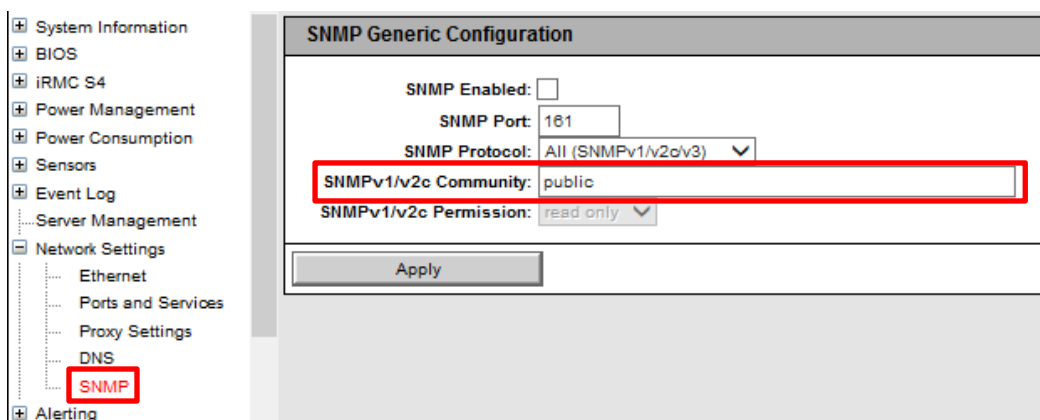 System Information
BIOS
iRMC S4
Power Management
Power Consumption
Sensors
Event Log
Server Management
Network Settings
Ethernet
Ports and Services
Proxy Settings
DNS
SNMP
Alerting
SNMP Generic Configuration
SNMP Enabled:
SNMP Port: 161
SNMP Protocol: All (SNMPv1/v2c/v3)
SNMPv1/v2c Community: public
SNMPv1/v2c Permission: read only
Apply